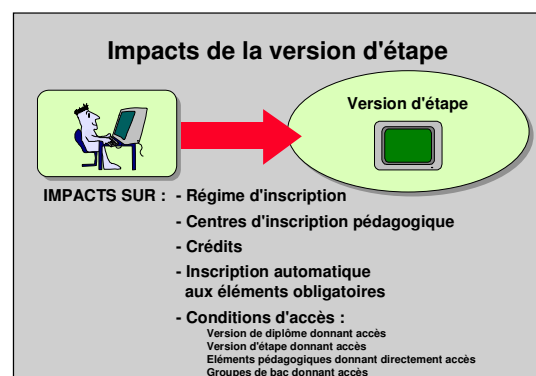 Impacts de la version d'étape
Version d'étape
IMPACTS SUR : - Régime d'inscription
- Centres d'inscription pédagogique
- Crédits
- Inscription automatique
aux éléments obligatoires
- Conditions d'accès :
Version de diplôme donnant accès
Version d'étape donnant accès
Eléments pédagogiques donnant directement accès
Groupes de bac donnant accès